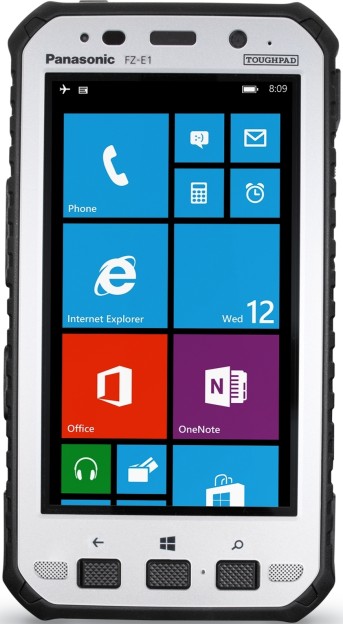 Panasonic FZ-E1 TOUGHPAD
8:09
Phone
Internet Explorer
Wed 12
Office
N OneNote